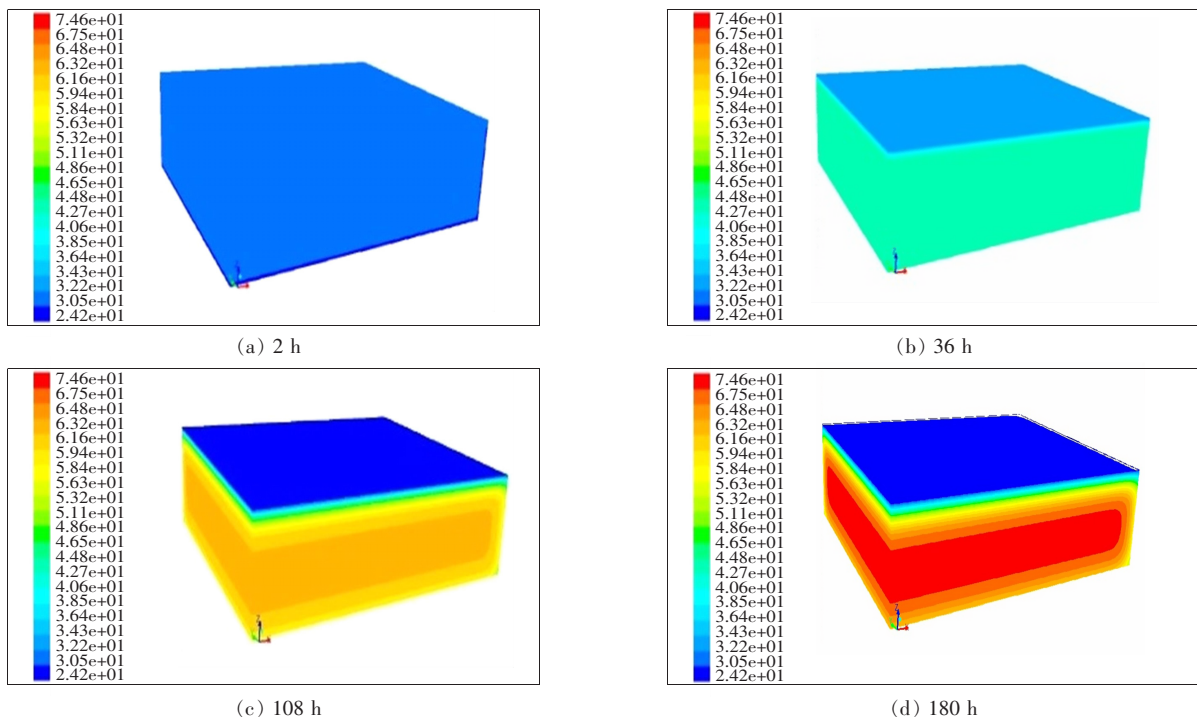 7.46e+01
6.75e+01
6.48e+01
6.32e+01
6.16e+01
5.94e+01
5.84e+01
5.63e+01
5.32e+01
5.11e+01
4.86e+01
4.65e+01
4.48e+01
4.27e+01
4.06e+01
3.85e+01
3.64e+01
3.43e+01
3.22e+01
3.05e+01
2.42e+01
(a) 2 h
7.46e+01
6.75e+01
6.48e+01
6.32e+01
6.16e+01
5.94e+01
5.84e+01
5.63e+01
5.32e+01
5.11e+01
4.86e+01
4.65e+01
4.48e+01
4.27e+01
4.06e+01
3.85e+01
3.64e+01
3.43e+01
3.22e+01
3.05e+01
2.42e+01
(b) 36 h
7.46e+01
6.75e+01
6.48e+01
6.32e+01
6.16e+01
5.94e+01
5.84e+01
5.63e+01
5.32e+01
5.11e+01
4.86e+01
4.65e+01
4.48e+01
4.27e+01
4.06e+01
3.85e+01
3.64e+01
3.43e+01
3.22e+01
3.05e+01
2.42e+01
Z
(c) 108 h
7.46e+01
6.75e+01
6.48e+01
6.32e+01
6.16e+01
5.94e+01
5.84e+01
5.63e+01
5.32e+01
5.11e+01
4.86e+01
4.65e+01
4.48e+01
4.27e+01
4.06e+01
3.85e+01
3.64e+01
3.43e+01
3.22e+01
3.05e+01
2.42e+01
Z
(d) 180 h